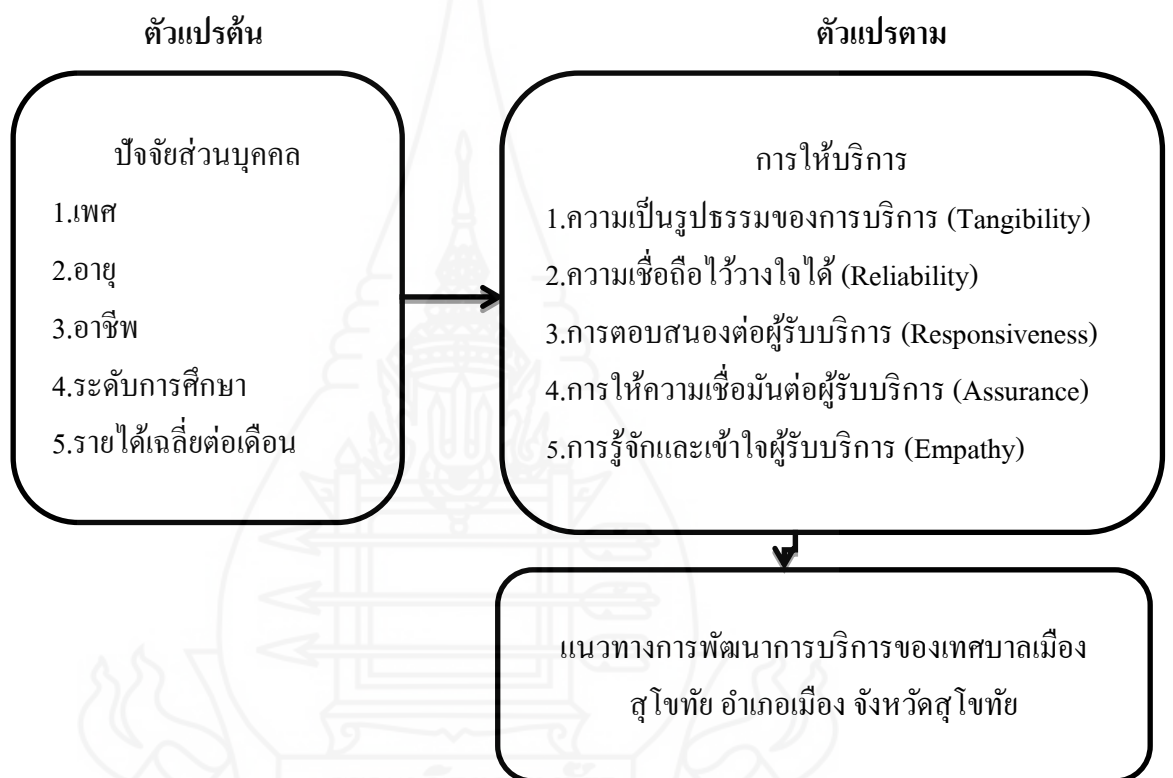 ตัวแปรต้น
ตัวแปรตาม
ปัจจัยส่วนบุคคล
1.เพศ
2.อายุ
3.อาชีพ
4.ระดับการศึกษา
5.รายได้เฉลี่ยต่อเดือน
การให้บริการ
1.ความเป็นรูปธรรมของการบริการ (Tangibility)
2.ความเชื่อถือไว้วางใจได้ (Reliability)
3.การตอบสนองต่อผู้รับบริการ (Responsiveness)
4.การให้ความเชื่อมั่นต่อผู้รับบริการ (Assurance)
5.การรู้จักและเข้าใจผู้รับบริการ (Empathy)
แนวทางการพัฒนาการบริการของเทศบาลเมือง
สุโขทัย อำเภอเมือง จังหวัดสุโขทัย